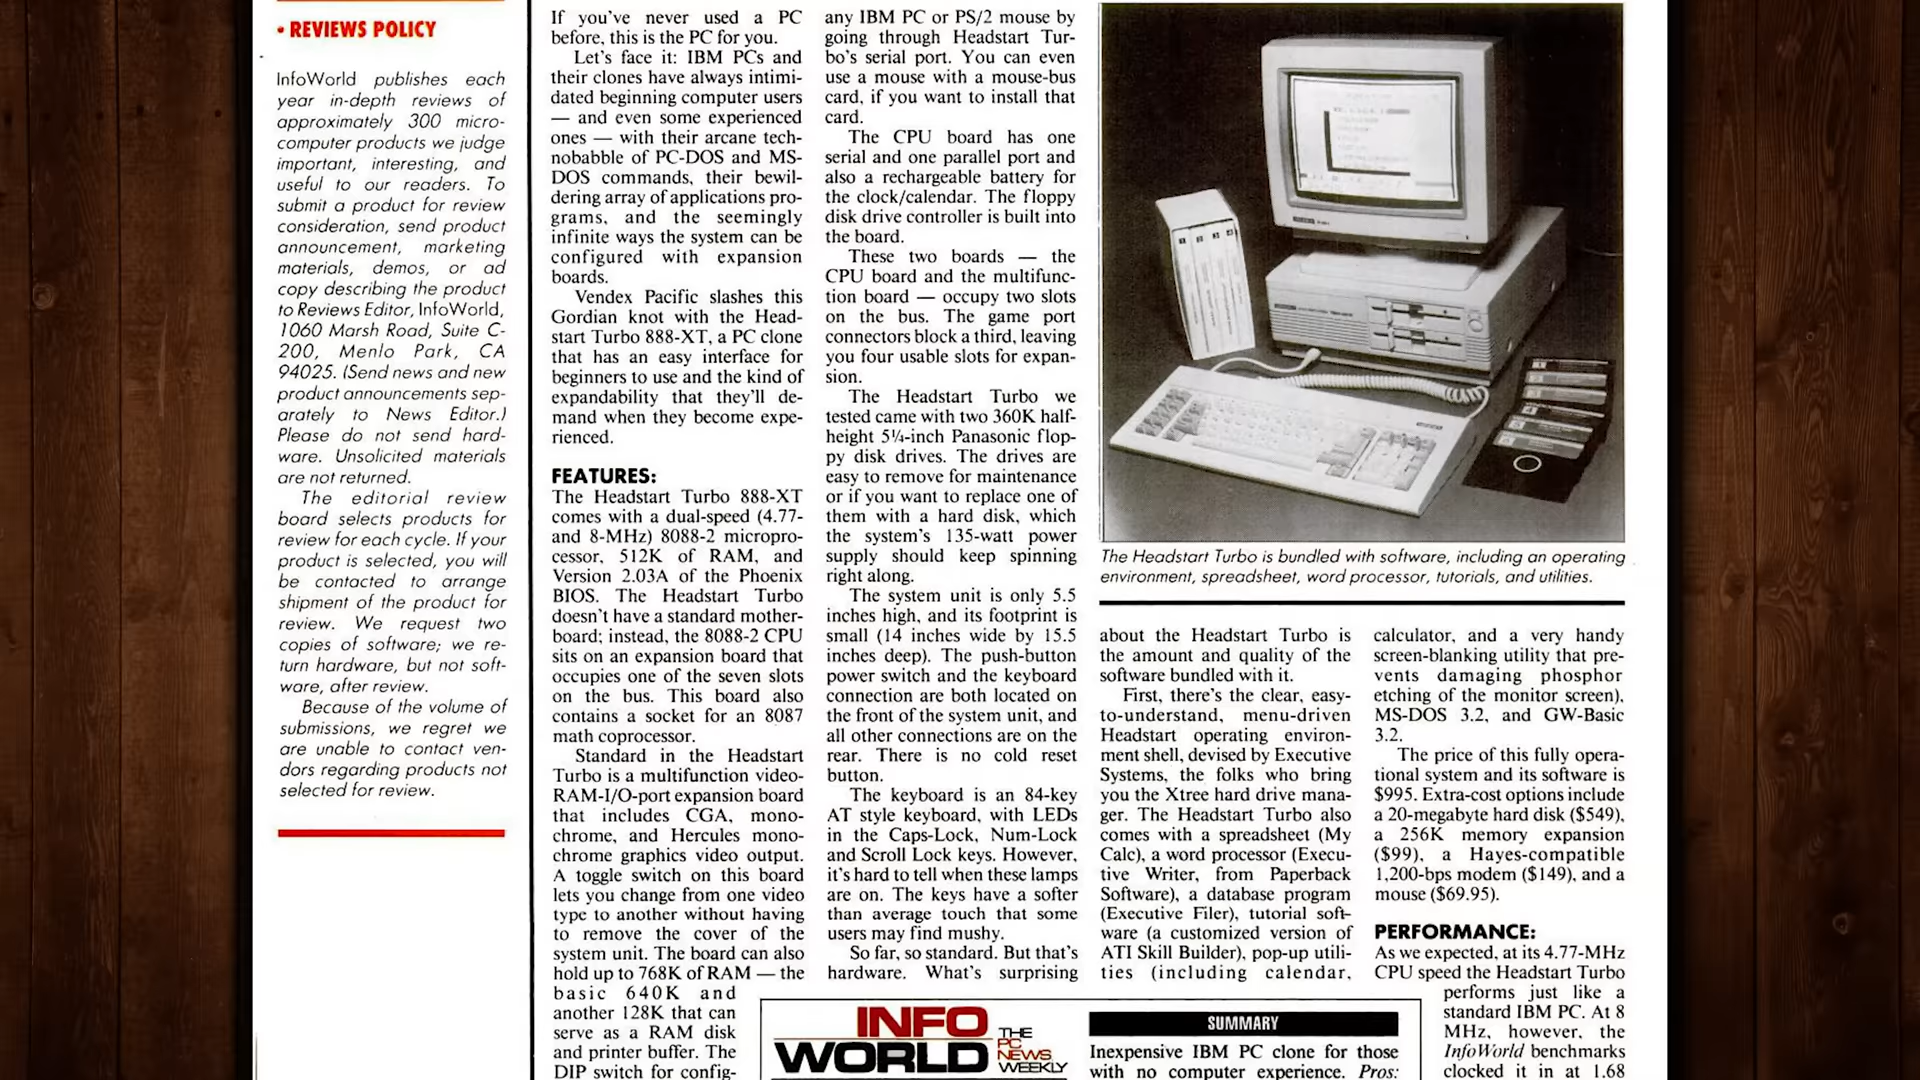 • REVIEWS POLICY
InfoWorld publishes each
year in-depth reviews of
approximately 300 micro-
computer products we judge
important, interesting, and
useful to our readers. To
submit a product for review
consideration, send product
announcement, marketing
materials, demos, or ad
copy describing the product
to Reviews Editor, InfoWorld,
1060 Marsh Road, Suite C-
200, Menlo Park, CA
94025. (Send news and new
product announcements sep-
arately to News Editor.)
Please do not send hard-
ware. Unsolicited materials
are not returned.
The editorial review
board selects products for
review for each cycle. If your
product is selected, you will
be contacted to arrange
shipment of the product for
review. We request two
copies of software; we re-
turn hardware, but not soft-
ware, after review.
Because of the volume of
submissions, we regret we
are unable to contact ven-
dors regarding products not
selected for review.
If you've never used a PC
before, this is the PC for you.
Let's face it: IBM PCs and
their clones have always intimi-
dated beginning computer users
— and even some experienced
ones — with their arcane tech-
nobabble of PC-DOS and MS-
DOS commands, their bewil-
dering array of applications pro-
grams, and the seemingly
infinite ways the system can be
configured with expansion
boards.
Vendex Pacific slashes this
Gordian knot with the Head-
start Turbo 888-XT, a PC clone
that has an easy interface for
beginners to use and the kind of
expandability that they'll de-
mand when they become expe-
rienced.
FEATURES:
The Headstart Turbo 888-XT
comes with a dual-speed (4.77-
and 8-MHz) 8088-2 micropro-
cessor, 512K of RAM, and
Version 2.03A of the Phoenix
BIOS. The Headstart Turbo
doesn't have a standard mother-
board; instead, the 8088-2 CPU
sits on an expansion board that
occupies one of the seven slots
on the bus. This board also
contains a socket for an 8087
math coprocessor.
Standard in the Headstart
Turbo is a multifunction video-
RAM-I/O-port expansion board
that includes CGA, mono-
chrome, and Hercules mono-
chrome graphics video output.
A toggle switch on this board
lets you change from one video
type to another without having
to remove the cover of the
system unit. The board can also
hold up to 768K of RAM — the
basic 640K and
another 128K that can
serve as a RAM disk
and printer buffer. The
DIP switch for config-
any IBM PC or PS/2 mouse by
going through Headstart Tur-
bo's serial port. You can even
use a mouse with a mouse-bus
card, if you want to install that
card.
The CPU board has one
serial and one parallel port and
also a rechargeable battery for
the clock/calendar. The floppy
disk drive controller is built into
the board.
These two boards — the
CPU board and the multifunc-
tion board — occupy two slots
on the bus. The game port
connectors block a third, leaving
you four usable slots for expan-
sion.
The Headstart Turbo we
tested came with two 360K half-
height 5¼-inch Panasonic flop-
py disk drives. The drives are
easy to remove for maintenance
or if you want to replace one of
them with a hard disk, which
the system's 135-watt power
supply should keep spinning
right along.
The system unit is only 5.5
inches high, and its footprint is
small (14 inches wide by 15.5
inches deep). The push-button
power switch and the keyboard
connection are both located on
the front of the system unit, and
all other connections are on the
rear. There is no cold reset
button.
The keyboard is an 84-key
AT style keyboard, with LEDs
in the Caps-Lock, Num-Lock
and Scroll Lock keys. However,
it's hard to tell when these lamps
are on. The keys have a softer
than average touch that some
users may find mushy.
So far, so standard. But that's
hardware. What's surprising
The Headstart Turbo is bundled with software, including an operating
environment, spreadsheet, word processor, tutorials, and utilities.
about the Headstart Turbo is
the amount and quality of the
software bundled with it.
First, there's the clear, easy-
to-understand, menu-driven
Headstart operating environ-
ment shell, devised by Executive
Systems, the folks who bring
you the Xtree hard drive mana-
ger. The Headstart Turbo also
comes with a spreadsheet (My
Calc), a word processor (Execu-
tive Writer, from Paperback
Software), a database program
(Executive Filer), tutorial soft-
ware (a customized version of
ATI Skill Builder), pop-up utili-
ties (including calendar,
calculator, and a very handy
screen-blanking utility that pre-
vents damaging phosphor
etching of the monitor screen),
MS-DOS 3.2, and GW-Basic
3.2.
The price of this fully opera-
tional system and its software is
$995. Extra-cost options include
a 20-megabyte hard disk ($549),
a 256K memory expansion
($99), a Hayes-compatible
1,200-bps modem ($149), and a
mouse ($69.95).
PERFORMANCE:
As we expected, at its 4.77-MHz
CPU speed the Headstart Turbo
performs just like a
standard IBM PC. At 8
MHz, however, the
InfoWorld benchmarks
clocked it in at 1.68
INFO
WORLD
THE
PC
NEWS
WEEKLY
SUMMARY
Inexpensive IBM PC clone for those
with no computer experience. Pros: